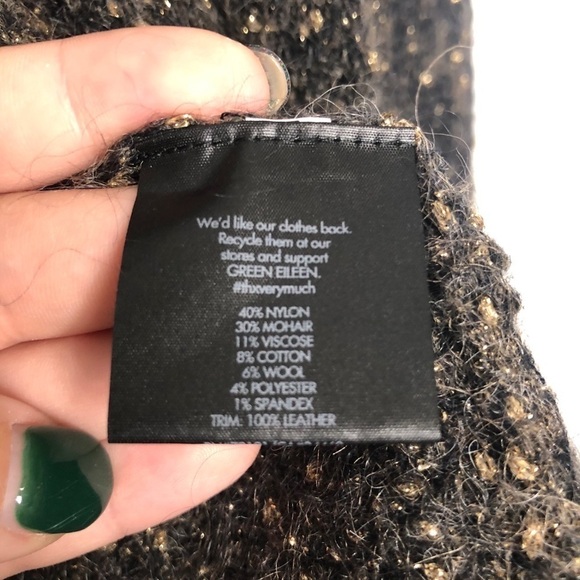 We'd like our clothes back.
Recycle them at our
stores and support
GREEN EILEEN.
#thxverymuch
40% NYLON
30% MOHAIR
11% VISCOSE
8% COTTON
6% WOOL
4% POLYESTER
1% SPANDEX
TRIM: 100% LEATHER